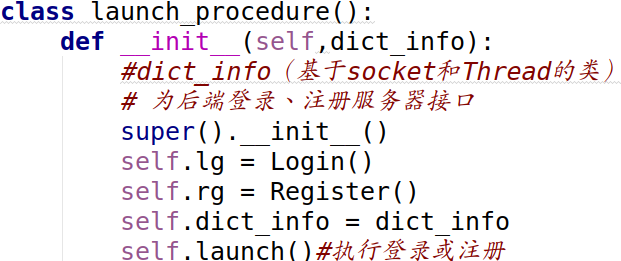 class launch_procedure():
def __init__(self,dict_info):
#dict_info（基于socket和Thread的类）
# 为后端登录、注册服务器接口
super().__init__()
self.lg = Login()
self.rg = Register()
self.dict_info = dict_info
self.launch()#执行登录或注册